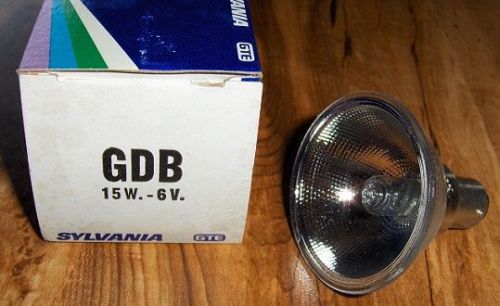 SYLVANIA
GTE
GDB
15W.-6V.
SYLVANIA
GTE